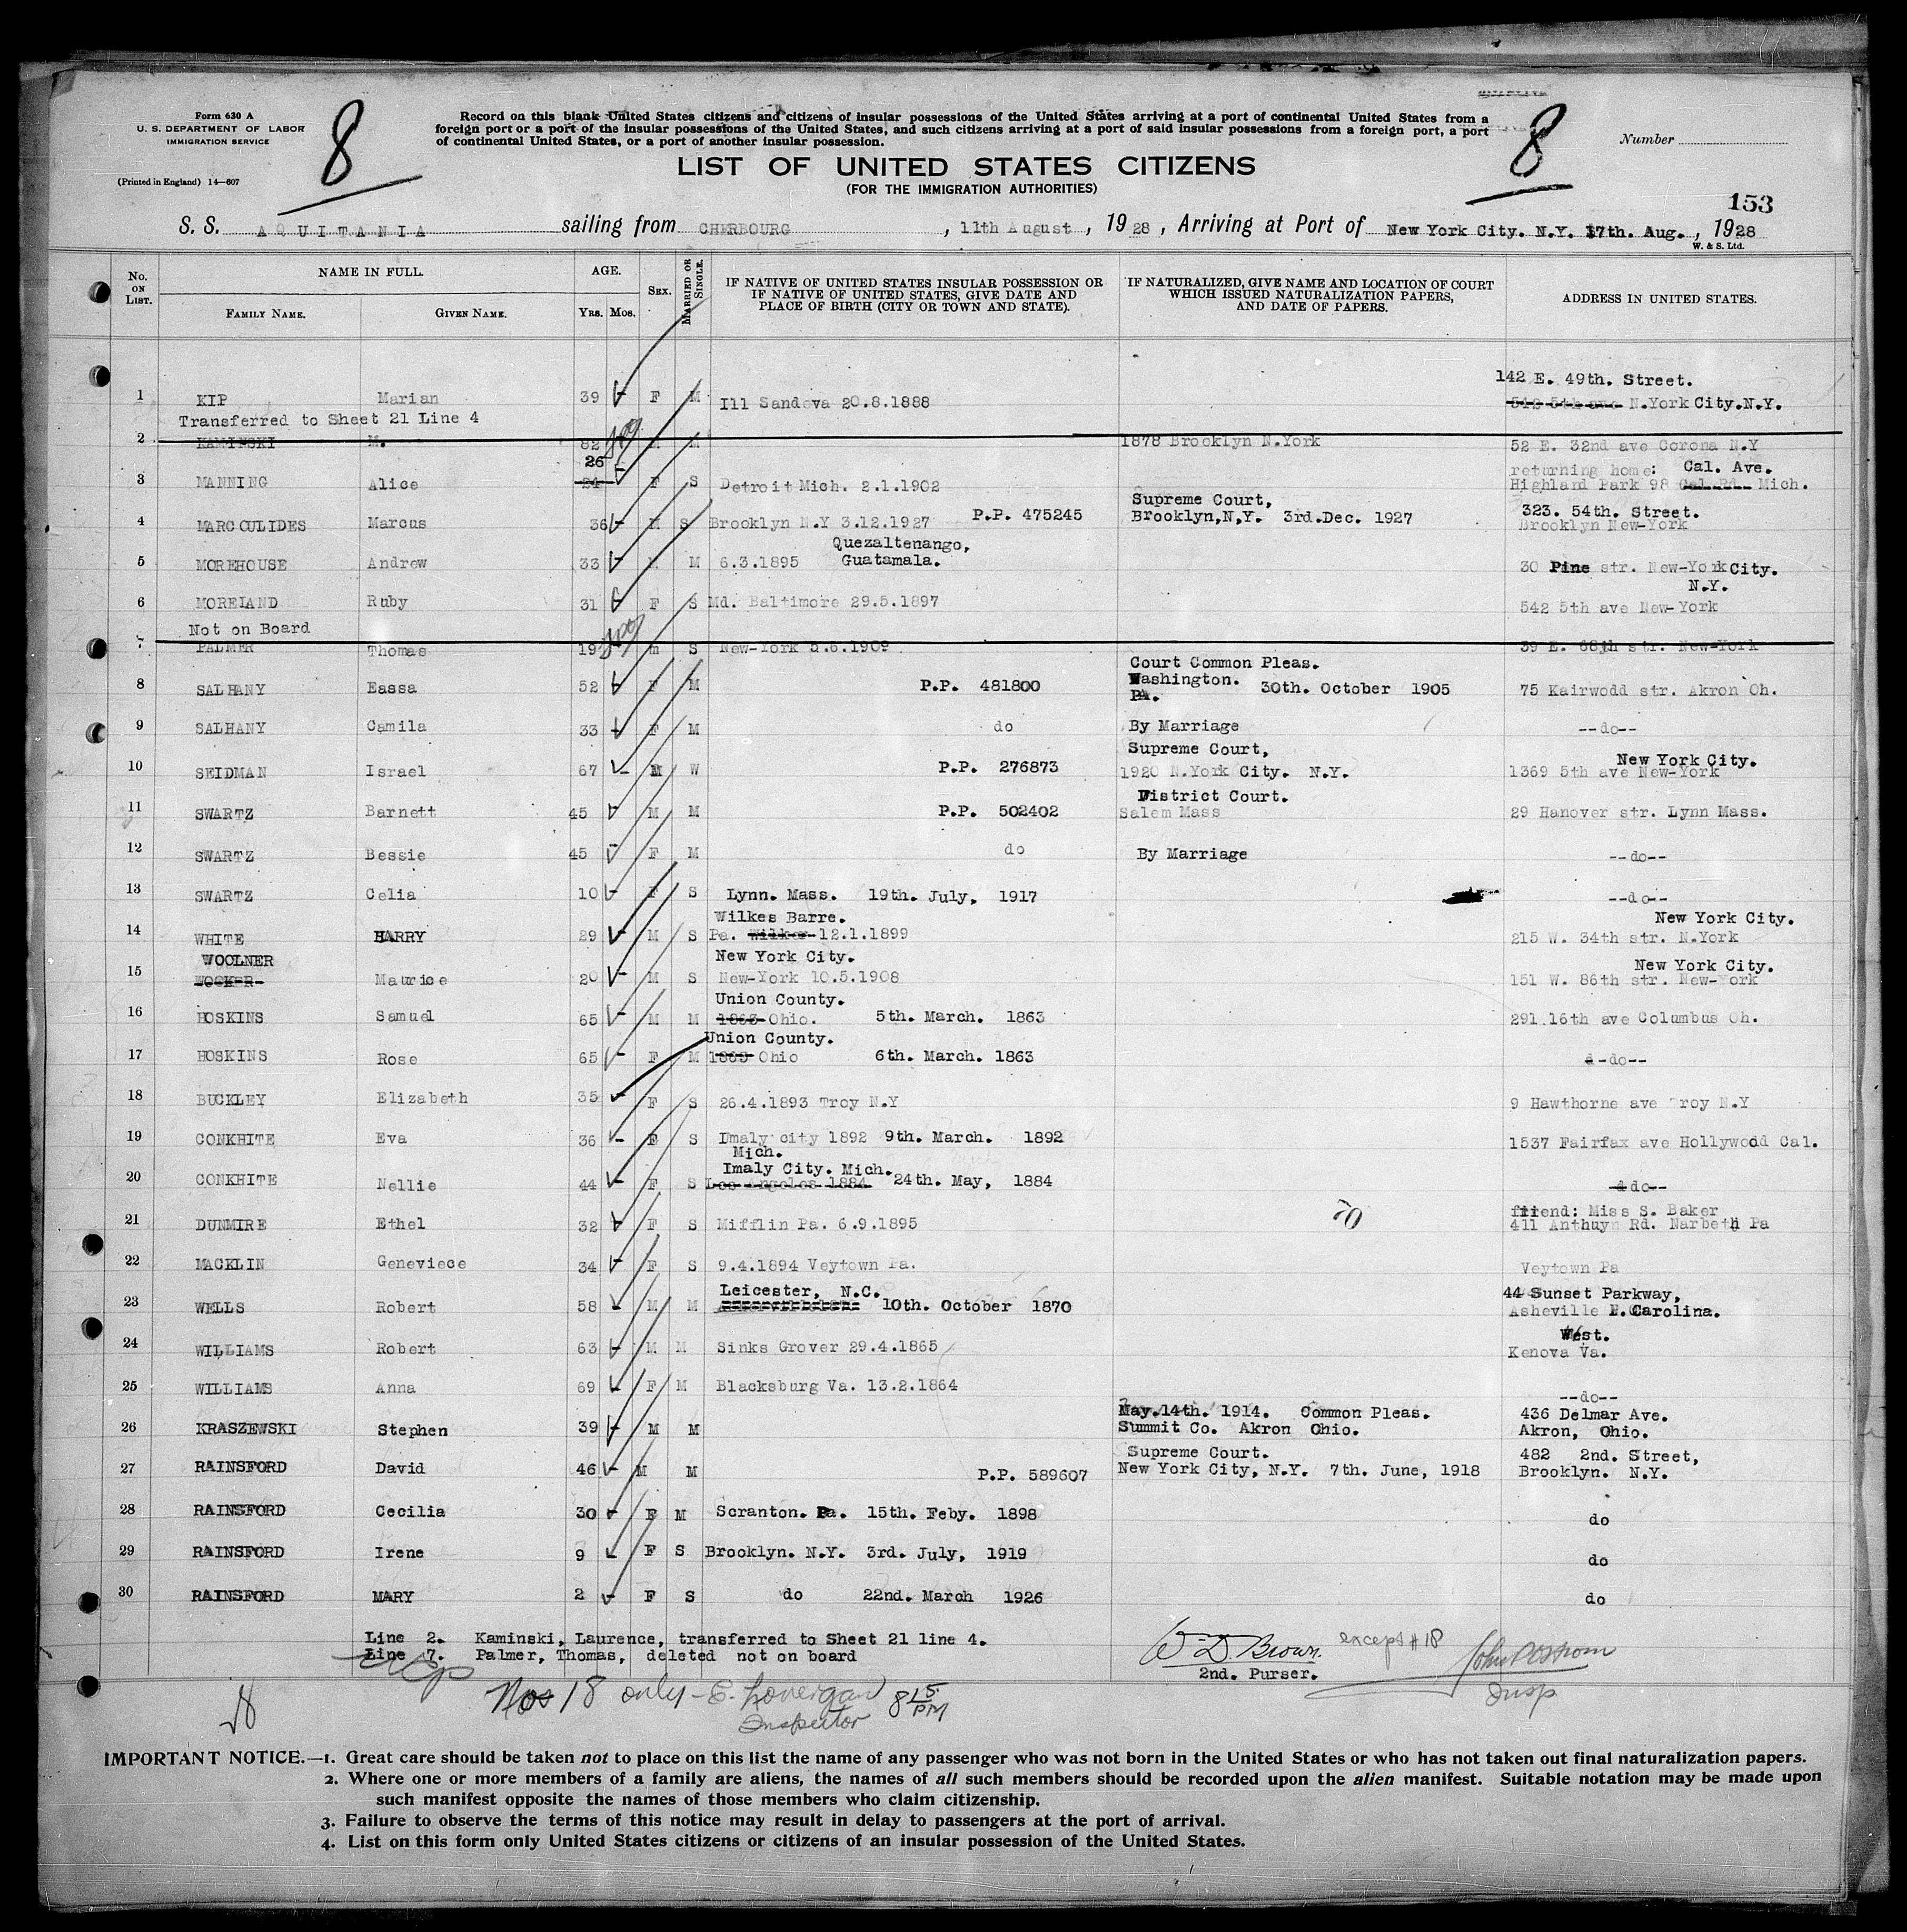 Form 630 A
U. S. DEPARTMENT OF LABOR
IMMIGRATION SERVICE
(Printed in England) 14—607
8
Record on this blank United States citizens and citizens of insular possessions of the United States arriving at a port of continental United States from a
foreign port or a port of the insular possessions of the United States, and such citizens arriving at a port of said insular possessions from a foreign port, a port
of continental United States, or a port of another insular possession.
LIST OF UNITED STATES CITIZENS
(FOR THE IMMIGRATION AUTHORITIES)
8
Number
153
S. S. AQUITANIA sailing from CHERBOURG, 11th August, 1928, Arriving at Port of New York City. N.Y. 17th. Aug., 1928
W. & S. Ltd.
No. ON LIST. NAME IN FULL. AGE. SEX. MARRIED OR SINGLE. IF NATIVE OF UNITED STATES INSULAR POSSESSION OR IF NATIVE OF UNITED STATES, GIVE DATE AND PLACE OF BIRTH (CITY OR TOWN AND STATE). IF NATURALIZED, GIVE NAME AND LOCATION OF COURT WHICH ISSUED NATURALIZATION PAPERS, AND DATE OF PAPERS. ADDRESS IN UNITED STATES.
FAMILY NAME. GIVEN NAME. YRS. MOS.
142 E. 49th. Street.
1 KIP Marian 39 F M Ill Sandova 20.8.1888 549 5th ave N.York City.N.Y.
Transferred to Sheet 21 Line 4
2 KAMINSKI M. 82 M M 1878 Brooklyn N.York 52 E. 32nd ave Corona N.Y
26 returning home: Cal. Ave.
3 MANNING Alice 24 F S Detroit Mich. 2.1.1902 Highland Park 98 Cal Rd. Mich.
Supreme Court, 323. 54th. Street.
4 MARCOULIDES Marcus 36 M S Brooklyn N.Y 3.12.1927 P.P. 475245 Brooklyn,N,Y. 3rd.Dec. 1927 Brooklyn New-York
Quezaltenango,
5 MOREHOUSE Andrew 33 M M 6.3.1895 Guatamala. 30 Pine str. New-York City.
N.Y.
6 MORELAND Ruby 31 F S Md. Baltimore 29.5.1897 542 5th ave New-York
Not on Board
7 PALMER Thomas 19 m S New-York 5.6.1909 39 E. 68th str. New-York
Court Common Pleas.
8 SALHANY Eassa 52 F M P.P. 481800 Washington. Pa. 30th. October 1905 75 Kairwodd str. Akron Oh.
9 SALHANY Camila 33 F M do By Marriage --do--
Supreme Court, New York City.
10 SEIDMAN Israel 67 M W P.P. 276873 1920 N.York City. N.Y. 1369 5th ave New-York
District Court.
11 SWARTZ Barnett 45 M M P.P. 502402 Salem Mass 29 Hanover str. Lynn Mass.
12 SWARTZ Bessie 45 F M do By Marriage --do--
13 SWARTZ Celia 10 F S Lynn. Mass. 19th. July, 1917 --do--
Wilkes Barre. New York City.
14 WHITE HARRY 29 M S Pa. Wilker 12.1.1899 215 W. 34th str. N.York
WOOLNER New York City. New York City.
15 WOOKER Maurice 20 M S New-York 10.5.1908 151 W. 86th str. New-York
Union County.
16 HOSKINS Samuel 65 M M 1863 Ohio. 5th. March. 1863 291.16th ave Columbus Oh.
Union County.
17 HOSKINS Rose 65 F M 1863 Ohio 6th. March. 1863 --do--
18 BUCKLEY Elizabeth 35 F S 26.4.1893 Troy N.Y 9 Hawthorne ave Troy N.Y
19 CONKHITE Eva 36 F S Imaly city 1892 9th. March. 1892 1537 Fairfax ave Hollywood Cal.
Mich.
Imaly City. Mich.
20 CONKHITE Nellie 44 F S Los Angeles 1884 24th. May, 1884 --do--
friend: Miss S. Baker
21 DUNMIRE Ethel 32 F S Mifflin Pa. 6.9.1895 411 Anthuyn Rd. Narbeth Pa
22 MACKLIN Geneviece 34 F S 9.4.1894 Veytown Pa. Veytown Pa
Leicester, N.C. 44 Sunset Parkway,
23 WELLS Robert 58 M M 10th. October 1870 Asheville N.Carolina.
West.
24 WILLIAMS Robert 63 M M Sinks Grover 29.4.1865 Kenova Va.
25 WILLIAMS Anna 69 F M Blacksburg Va. 13.2.1864 --do--
May.14th. 1914. Common Pleas. 436 Delmar Ave.
26 KRASZEWSKI Stephen 39 M M Summit Co. Akron Ohio. Akron, Ohio.
Supreme Court. 482 2nd. Street,
27 RAINSFORD David 46 M M P.P. 589607 New York City, N.Y. 7th. June, 1918 Brooklyn. N.Y.
28 RAINSFORD Cecilia 30 F M Scranton. Pa. 15th. Feby. 1898 do
29 RAINSFORD Irene 9 F S Brooklyn. N.Y. 3rd. July, 1919 do
30 RAINSFORD MARY 2 F S do 22nd. March 1926 do
Line 2. Kaminski, Laurence, transferred to Sheet 21 line 4.
Line 7. Palmer, Thomas, deleted not on board
W D Brown.
2nd. Purser.
except #18
Insp
Nos 18 only - E. Lonergan 8 15 PM
Inspector
IMPORTANT NOTICE.—1. Great care should be taken not to place on this list the name of any passenger who was not born in the United States or who has not taken out final naturalization papers.
2. Where one or more members of a family are aliens, the names of all such members should be recorded upon the alien manifest. Suitable notation may be made upon
such manifest opposite the names of those members who claim citizenship.
3. Failure to observe the terms of this notice may result in delay to passengers at the port of arrival.
4. List on this form only United States citizens or citizens of an insular possession of the United States.